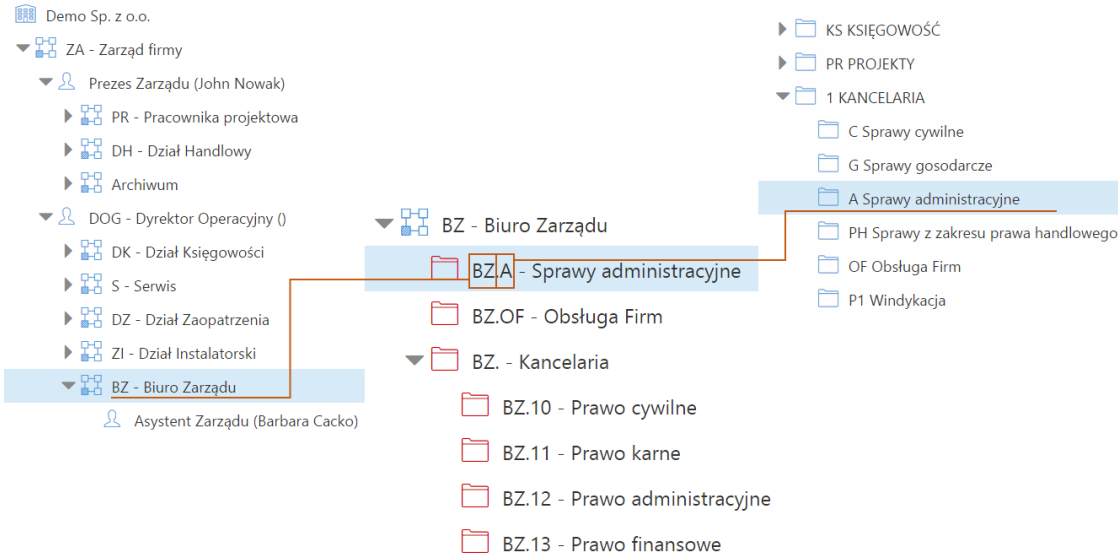 Demo Sp. z o.o.
ZA - Zarząd firmy
Prezes Zarządu (John Nowak)
PR - Pracownika projektowa
DH - Dział Handlowy
Archiwum
DOG - Dyrektor Operacyjny ()
DK - Dział Księgowości
S - Serwis
DZ - Dział Zaopatrzenia
ZI - Dział Instalatorski
BZ - Biuro Zarządu
Asystent Zarządu (Barbara Cacko)
BZ - Biuro Zarządu
BZ.A - Sprawy administracyjne
BZ.OF - Obsługa Firm
BZ. - Kancelaria
BZ.10 - Prawo cywilne
BZ.11 - Prawo karne
BZ.12 - Prawo administracyjne
BZ.13 - Prawo finansowe
KS KSIĘGOWOŚĆ
PR PROJEKTY
1 KANCELARIA
C Sprawy cywilne
G Sprawy gosodarcze
A Sprawy administracyjne
PH Sprawy z zakresu prawa handlowego
OF Obsługa Firm
P1 Windykacja